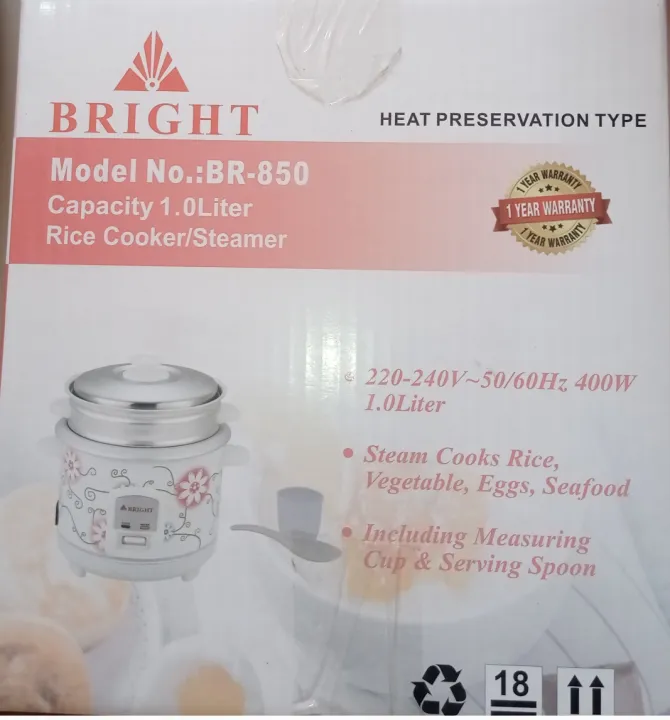 BRIGHT
HEAT PRESERVATION TYPE
Model No.:BR-850
Capacity 1.0Liter
Rice Cooker/Steamer
1 YEAR WARRANTY
1 YEAR WARRANTY
1 YEAR WARRANTY
220-240V~50/60Hz 400W
1.0Liter
• Steam Cooks Rice,
Vegetable, Eggs, Seafood
• Including Measuring
Cup & Serving Spoon
BRIGHT
18